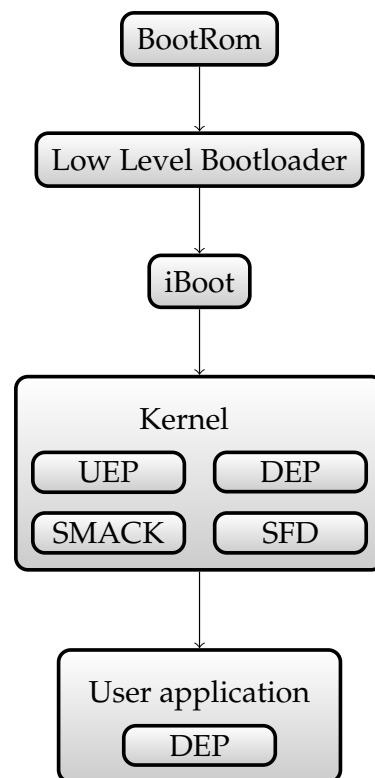 BootRom
Low Level Bootloader
iBoot
Kernel
UEP DEP
SMACK SFD
User application
DEP